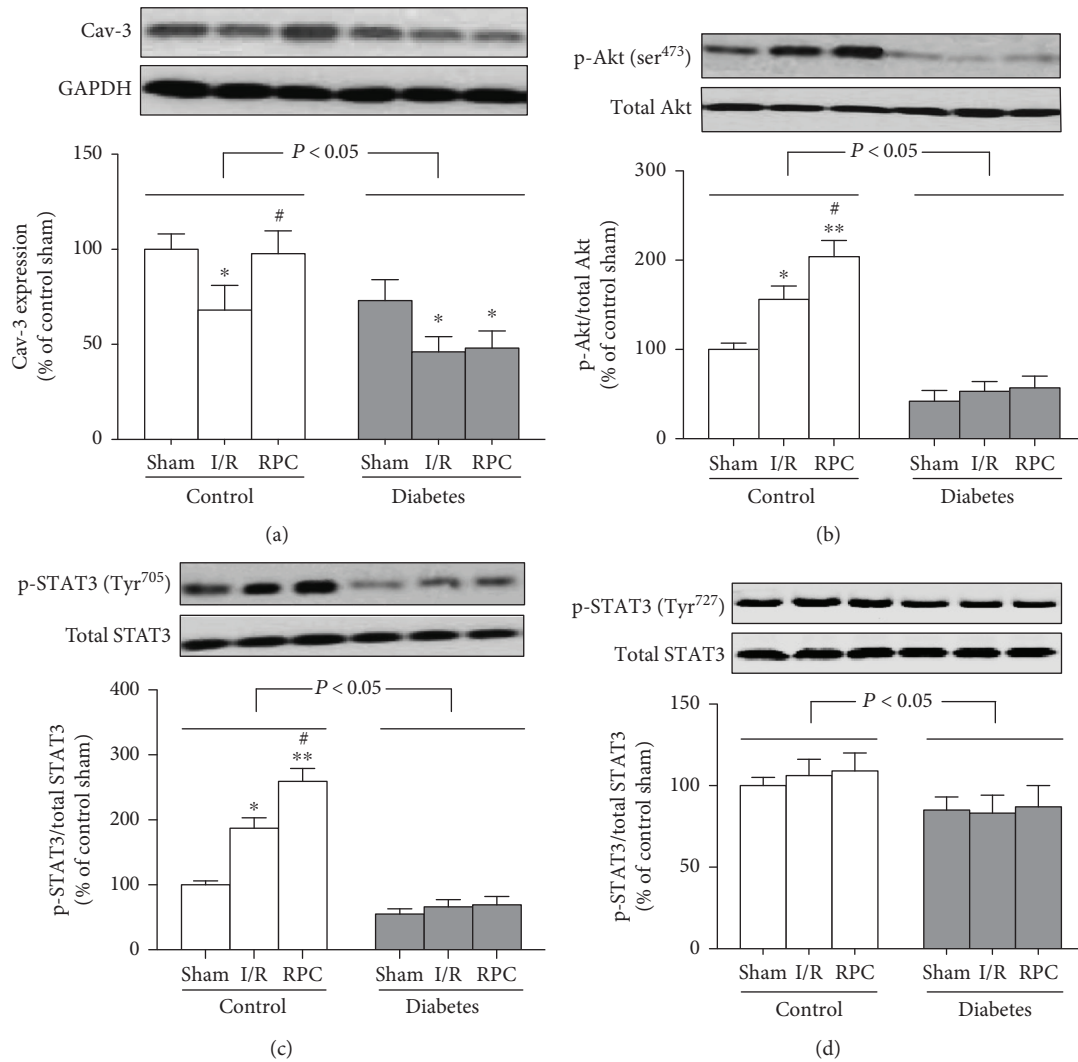 Cav-3
GAPDH
150
100
50
0
Cav-3 expression
(% of control sham)
P < 0.05
#
*
*
*
Sham I/R RPC Sham I/R RPC
Control Diabetes
(a)
p-Akt (ser473)
Total Akt
300
200
100
0
p-Akt/total Akt
(% of control sham)
P < 0.05
#
**
*
Sham I/R RPC Sham I/R RPC
Control Diabetes
(b)
p-STAT3 (Tyr705)
Total STAT3
400
300
200
100
0
p-STAT3/total STAT3
(% of control sham)
P < 0.05
#
**
*
Sham I/R RPC Sham I/R RPC
Control Diabetes
(c)
p-STAT3 (Tyr727)
Total STAT3
150
100
50
0
p-STAT3/total STAT3
(% of control sham)
P < 0.05
Sham I/R RPC Sham I/R RPC
Control Diabetes
(d)